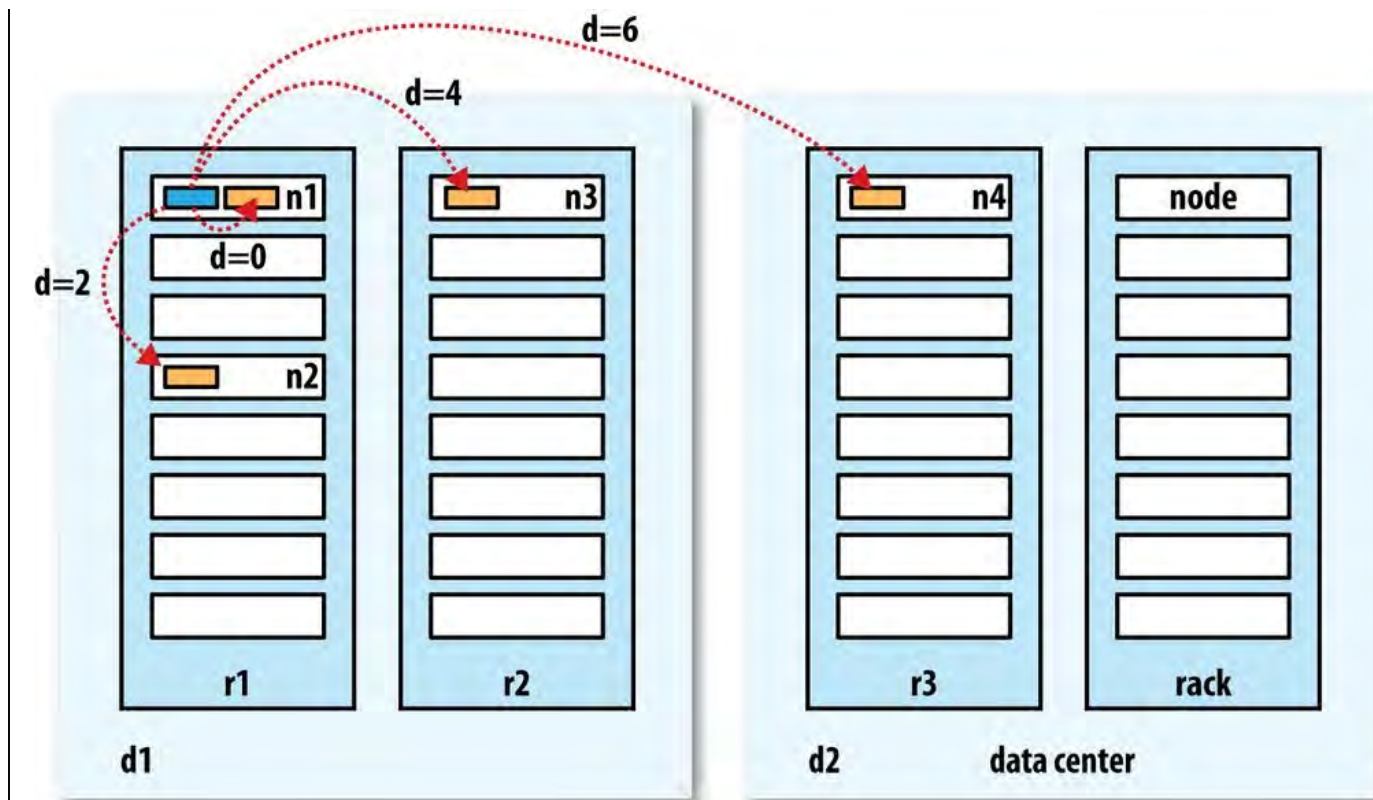 d=6
d=4
n1
n3
n4
node
d=0
d=2
n2
r1
r2
r3
rack
d1
d2
data center